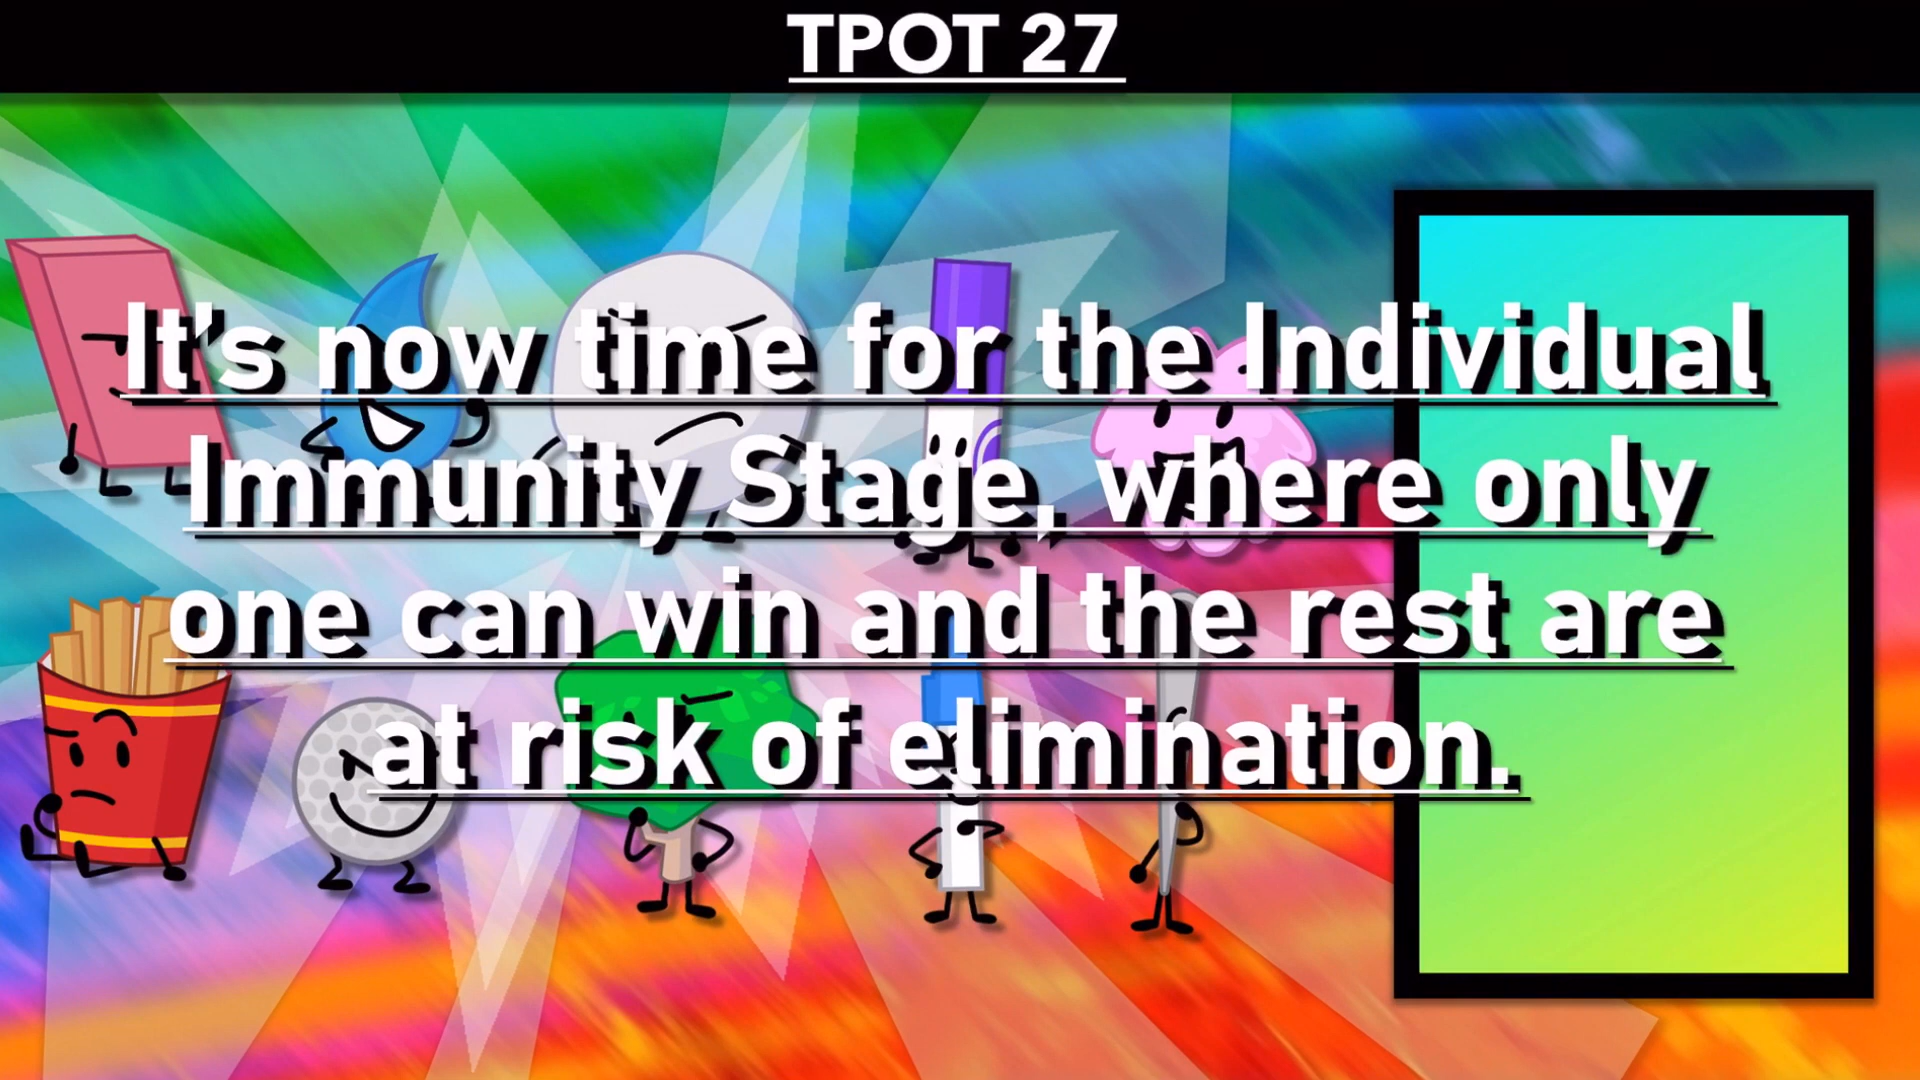 TPOT 27
It's now time for the Individual
Immunity Stage, where only
one can win and the rest are
at risk of elimination.